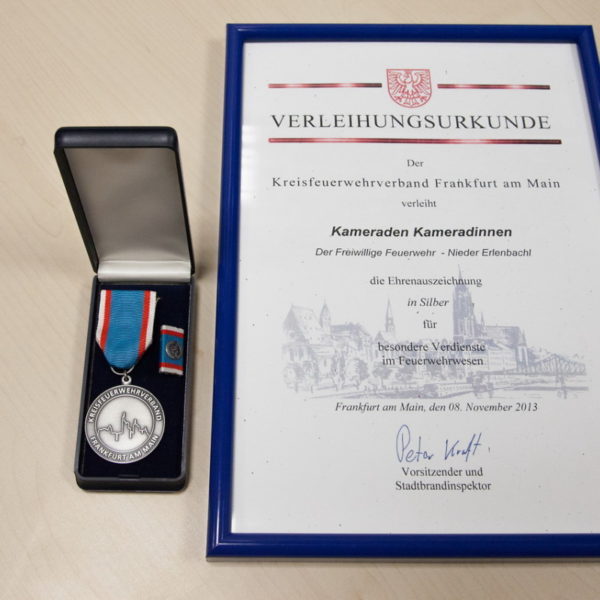 VERLEIHUNGSURKUNDE
Der
Kreisfeuerwehrverband Frankfurt am Main
verleiht
Kameraden Kameradinnen
Der Freiwillige Feuerwehr - Nieder Erlenbachl
die Ehrenauszeichnung
in Silber
für
besondere Verdienste
im Feuerwehrwesen
Frankfurt am Main, den 08. November 2013
Peter Kraft
Vorsitzender und
Stadtbrandinspektor
KREISFEUERWEHRVERBAND
FRANKFURT AM MAIN